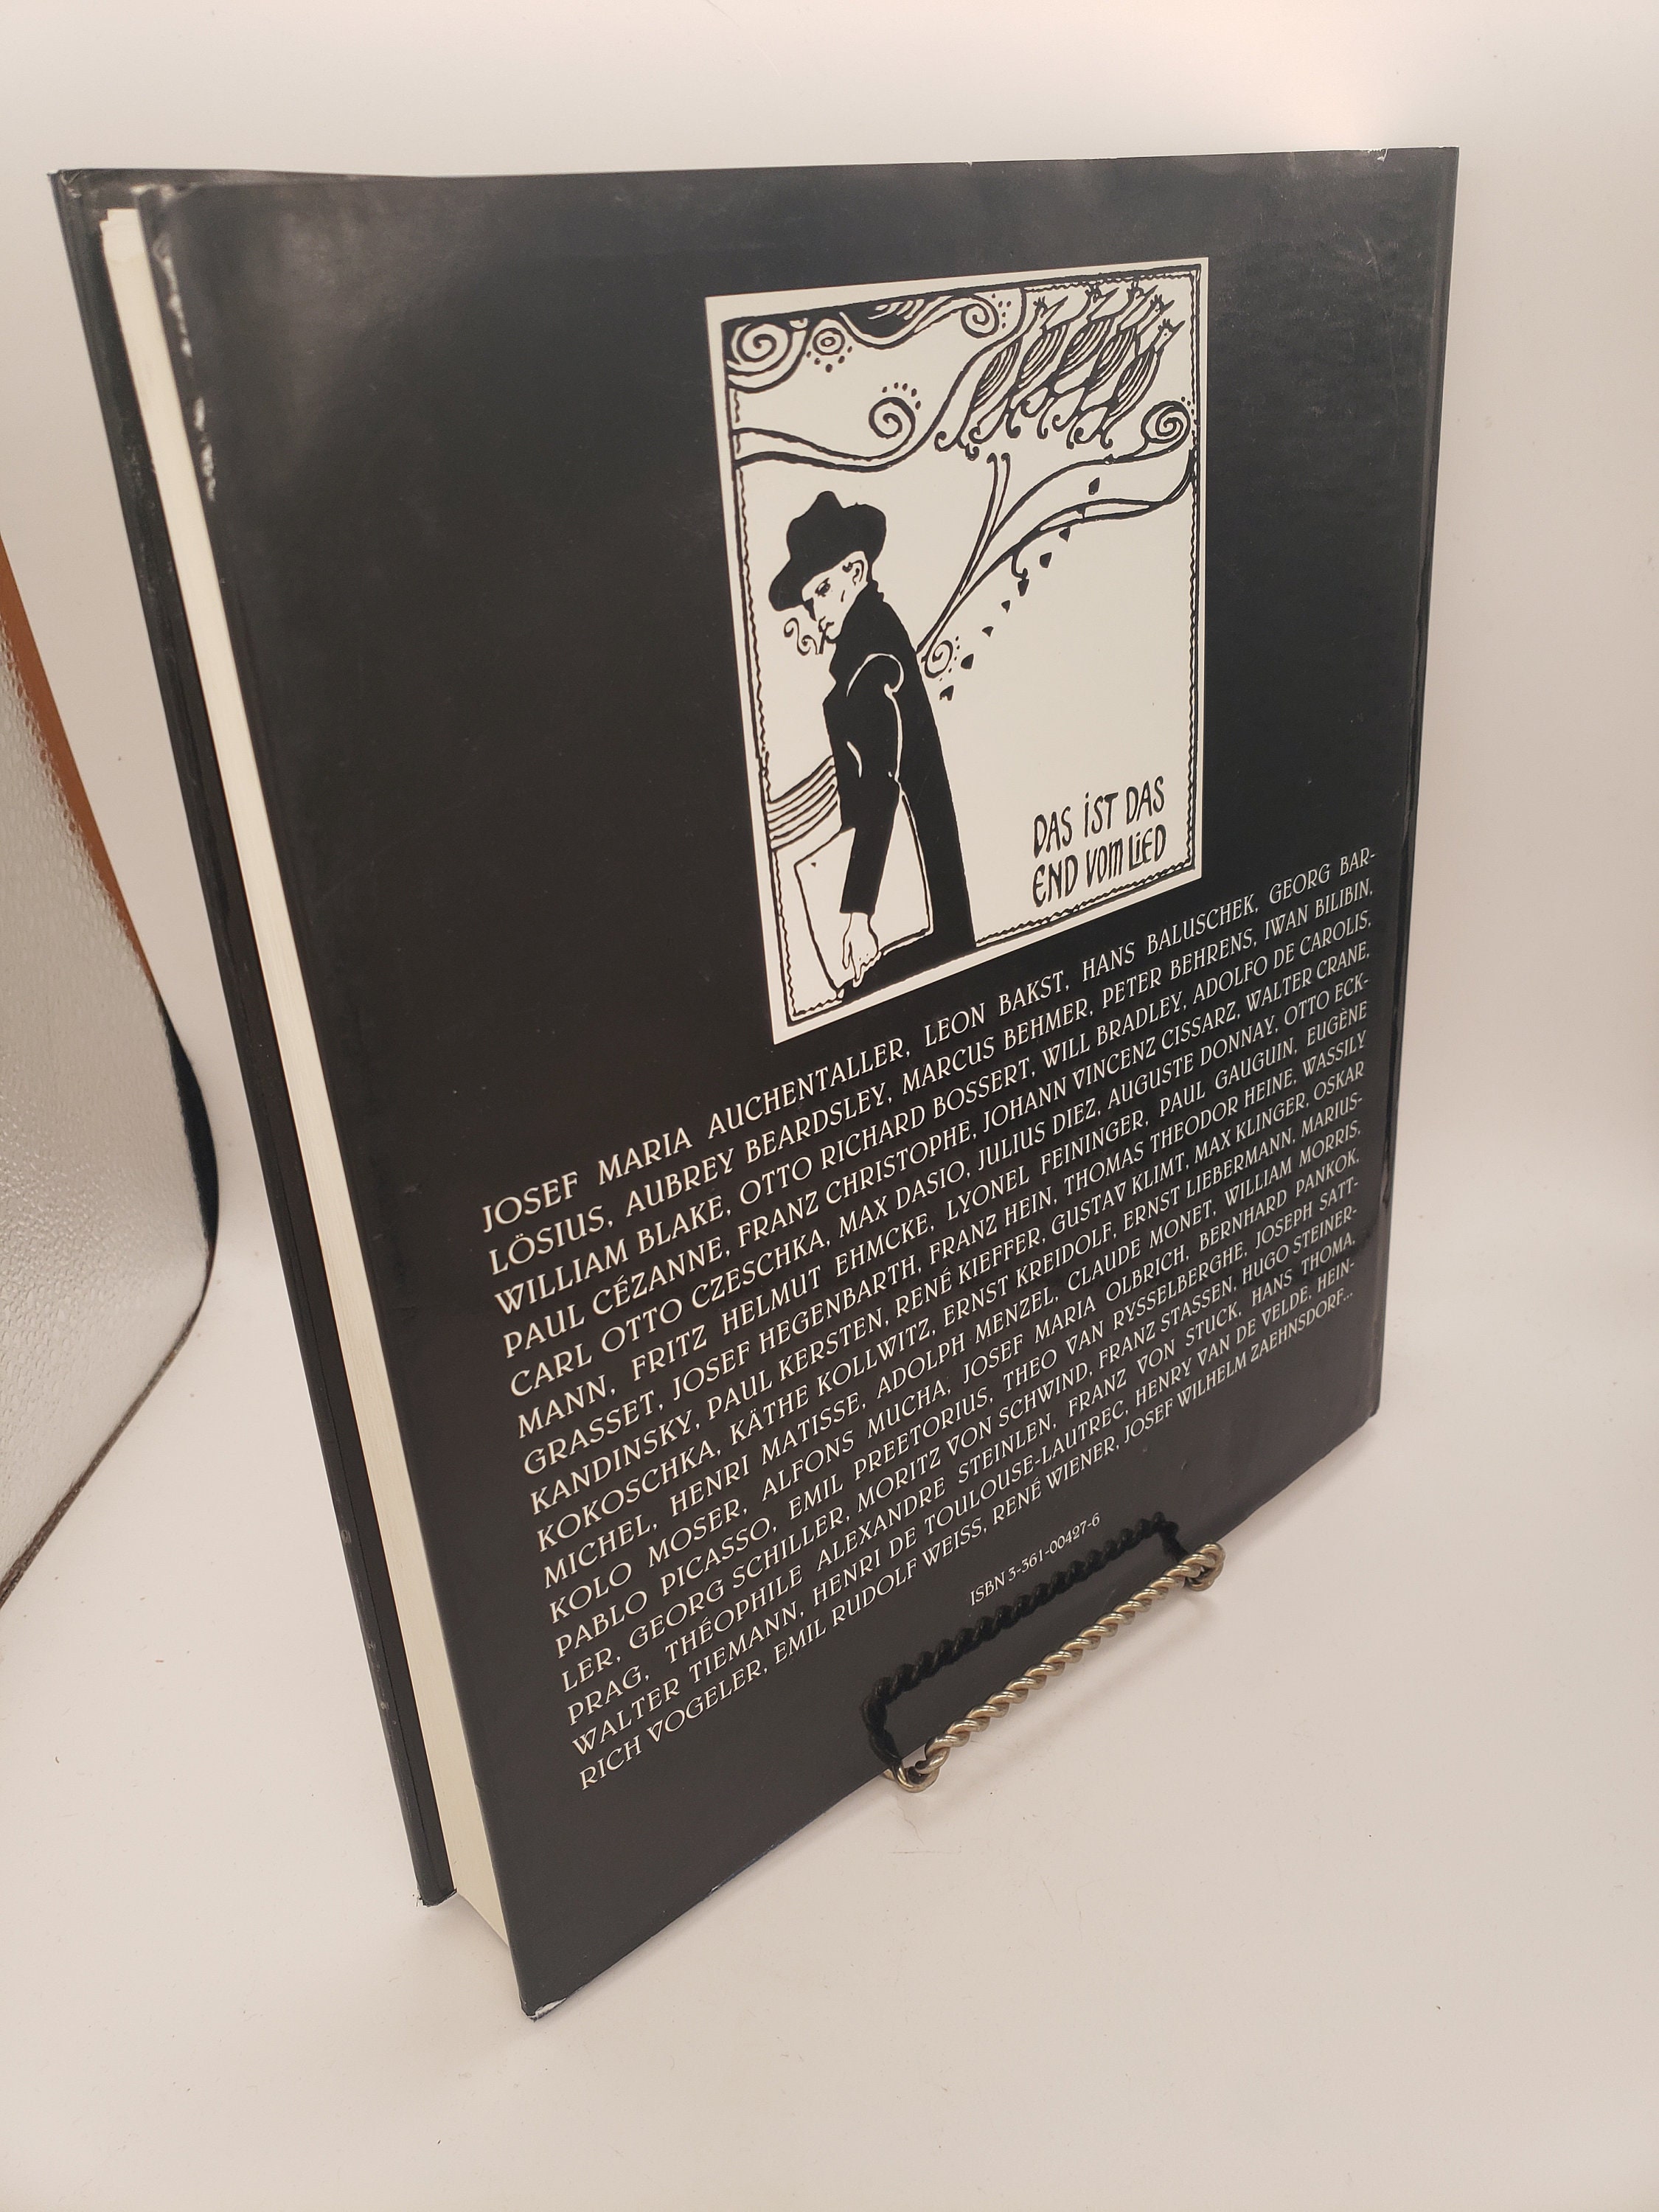 DAS iST DAS
END VOM LiED
JOSEF MARIA AUCHENTALLER, LEON BAKST, HANS BALUSCHEK, GEORG BAR-
LÖSIUS, AUBREY BEARDSLEY, MARCUS BEHMER, PETER BEHRENS, IWAN BILIBIN,
WILLIAM BLAKE, OTTO RICHARD BOSSERT, WILL BRADLEY, ADOLFO DE CAROLIS,
PAUL CÉZANNE, FRANZ CHRISTOPHE, JOHANN VINCENZ CISSARZ, WALTER CRANE,
CARL OTTO CZESCHKA, MAX DASIO, JULIUS DIEZ, AUGUSTE DONNAY, OTTO ECK-
MANN, FRITZ HELMUT EHMCKE, LYONEL FEININGER, PAUL GAUGUIN, EUGÈNE
GRASSET, JOSEF HEGENBARTH, FRANZ HEIN, THOMAS THEODOR HEINE, WASSILY
KANDINSKY, PAUL KERSTEN, RENÉ KIEFFER, GUSTAV KLIMT, MAX KLINGER, OSKAR
KOKOSCHKA, KÄTHE KOLLWITZ, ERNST KREIDOLF, ERNST LIEBERMANN, MARIUS-
MICHEL, HENRI MATISSE, ADOLPH MENZEL, CLAUDE MONET, WILLIAM MORRIS,
KOLO MOSER, ALFONS MUCHA, JOSEF MARIA OLBRICH, BERNHARD PANKOK,
PABLO PICASSO, EMIL PREETORIUS, THEO VAN RYSSELBERGHE, JOSEPH SATT-
LER, GEORG SCHILLER, MORITZ VON SCHWIND, FRANZ STASSEN, HUGO STEINER-
PRAG, THÉOPHILE ALEXANDRE STEINLEN, FRANZ VON STUCK, HANS THOMA,
WALTER TIEMANN, HENRI DE TOULOUSE-LAUTREC, HENRY VAN DE VELDE, HEIN-
RICH VOGELER, EMIL RUDOLF WEISS, RENÉ WIENER, JOSEF WILHELM ZAEHNSDORF...
ISBN 3-361-00427-6